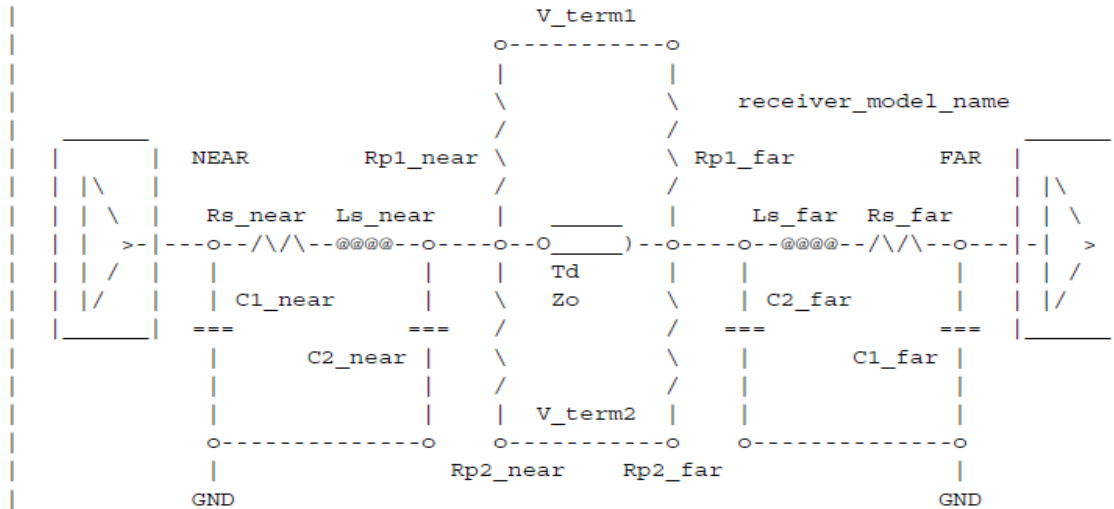 V_term1
receiver_model_name
NEAR Rp1_near Rp1_far FAR
Rs_near Ls_near Ls_far Rs_far
Td
C1_near Zo C2_far
C2_near C1_far
V_term2
Rp2_near Rp2_far
GND GND